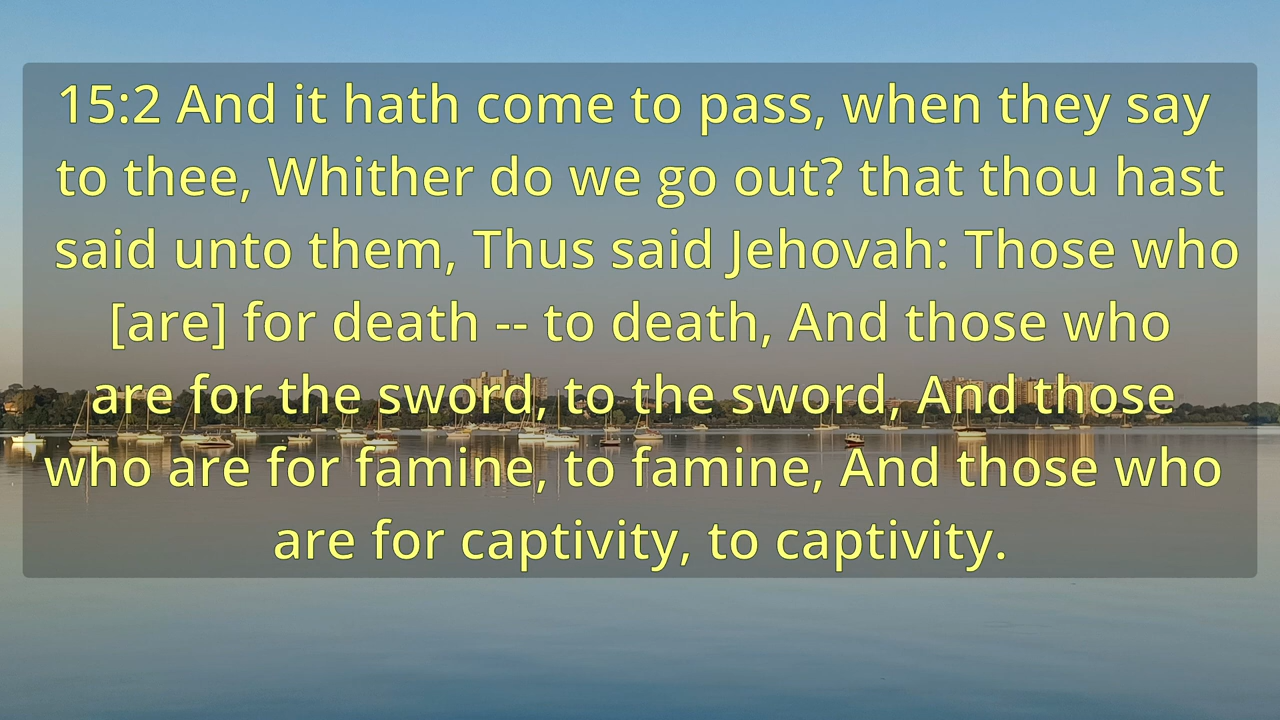 15:2 And it hath come to pass, when they say
to thee, Whither do we go out? that thou hast
said unto them, Thus said Jehovah: Those who
[are] for death -- to death, And those who
are for the sword, to the sword, And those
who are for famine, to famine, And those who
are for captivity, to captivity.